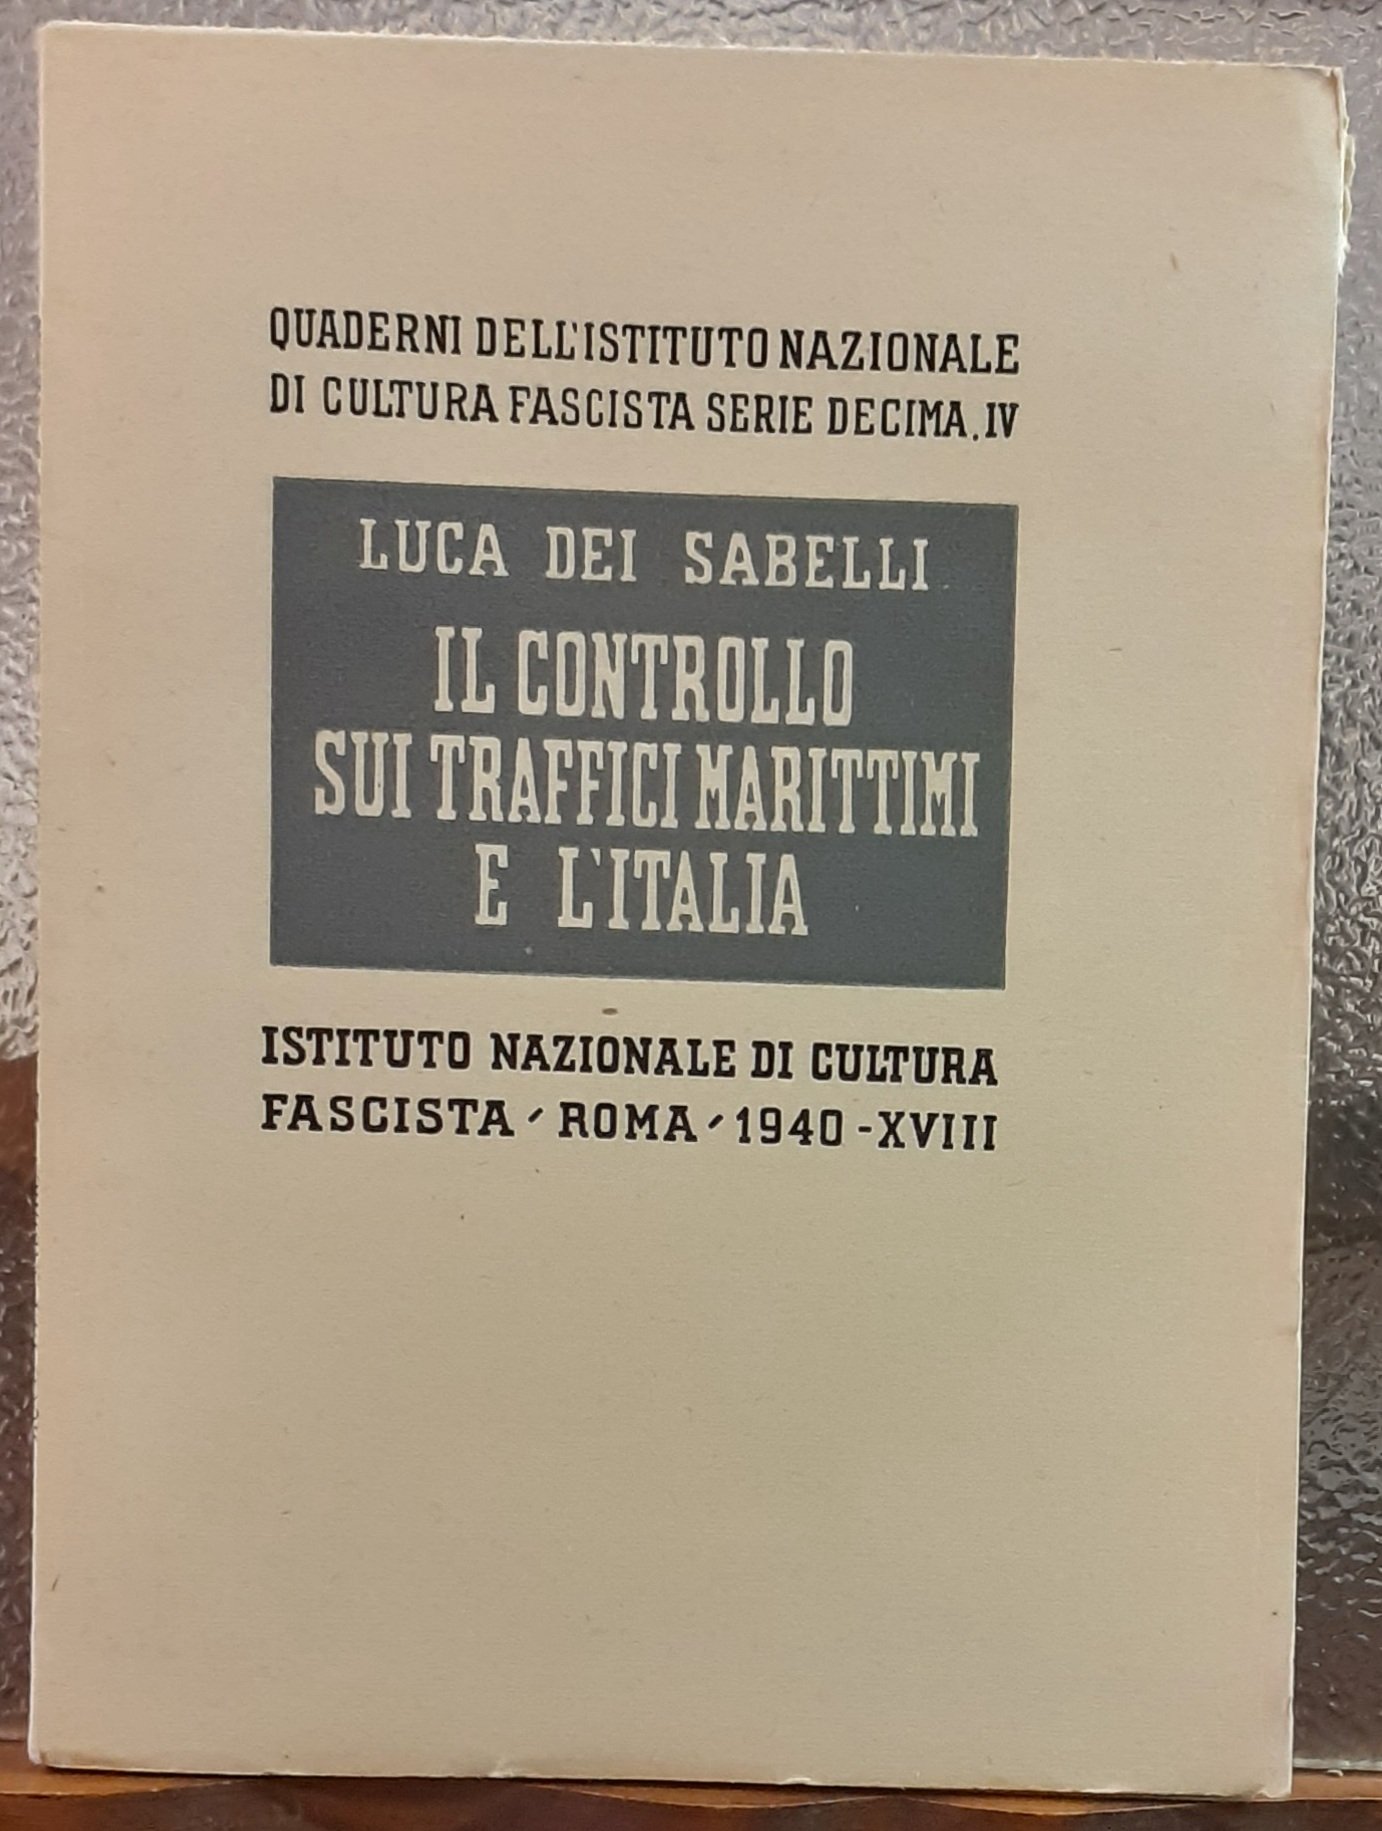 QUADERNI DELL'ISTITUTO NAZIONALE
DI CULTURA FASCISTA SERIE DECIMA. IV
LUCA DEI SABELLI
IL CONTROLLO
SUI TRAFFICI MARITTIMI
E L'ITALIA
ISTITUTO NAZIONALE DI CULTURA
FASCISTA - ROMA - 1940 - XVIII